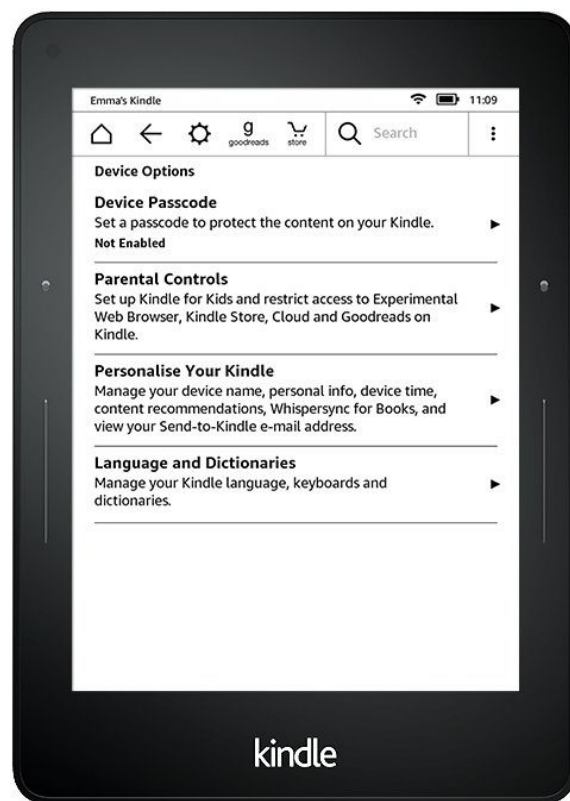 Emma's Kindle 11:09
g
goodreads
store
Search
Device Options
Device Passcode
Set a passcode to protect the content on your Kindle.
Not Enabled
Parental Controls
Set up Kindle for Kids and restrict access to Experimental
Web Browser, Kindle Store, Cloud and Goodreads on
Kindle.
Personalise Your Kindle
Manage your device name, personal info, device time,
content recommendations, Whispersync for Books, and
view your Send-to-Kindle e-mail address.
Language and Dictionaries
Manage your Kindle language, keyboards and
dictionaries.
kindle